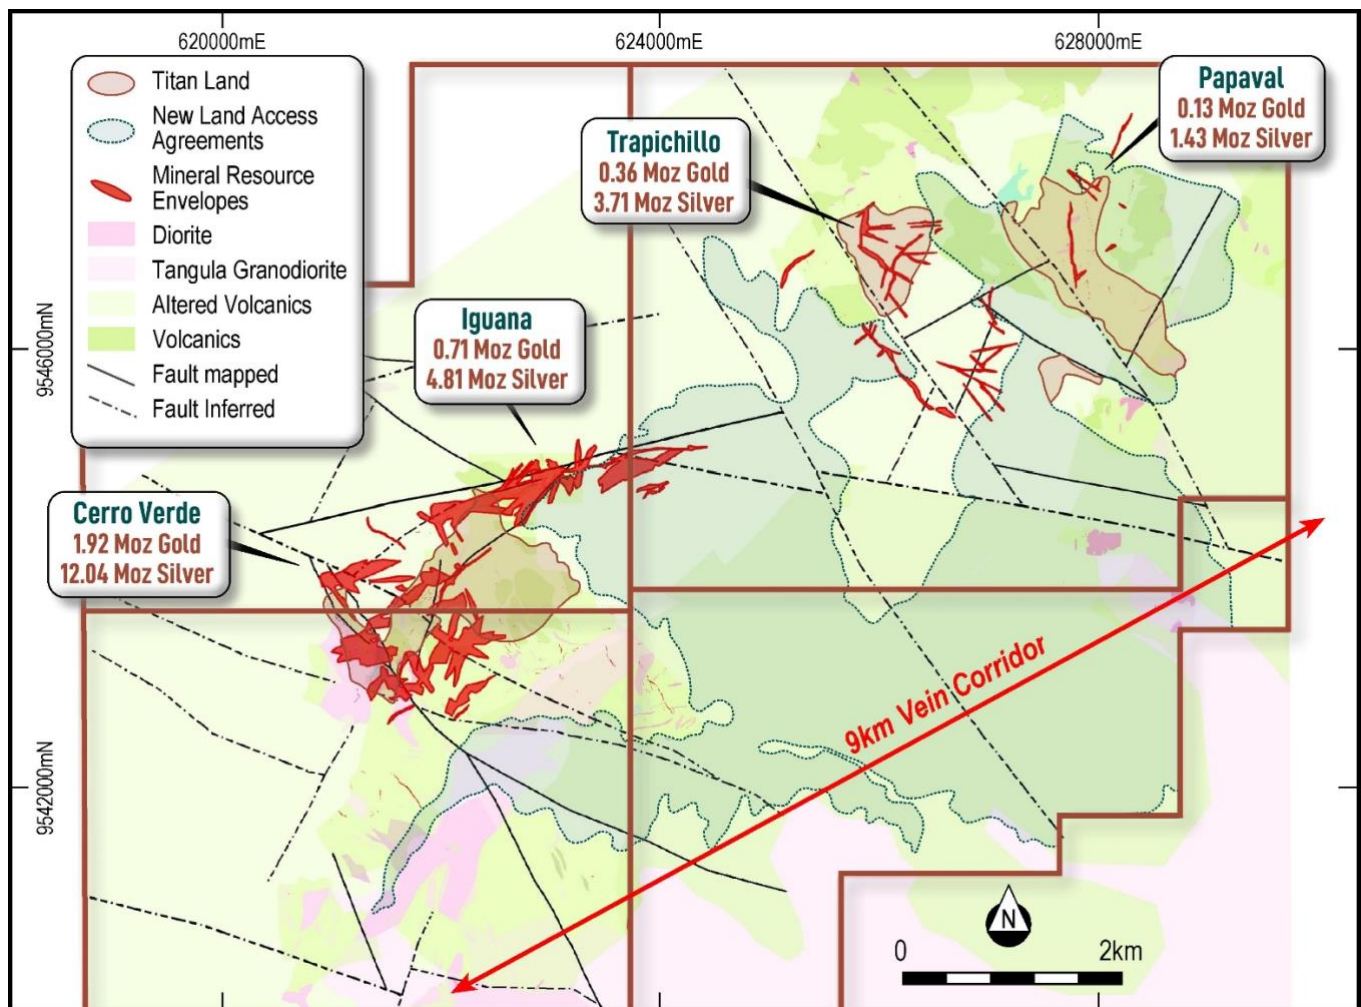 620000mE
624000mE
628000mE
Titan Land
New Land Access
Agreements
Mineral Resource
Envelopes
Diorite
Tangula Granodiorite
Altered Volcanics
Volcanics
Fault mapped
Fault Inferred
Papaval
0.13 Moz Gold
1.43 Moz Silver
Trapichillo
0.36 Moz Gold
3.71 Moz Silver
Iguana
0.71 Moz Gold
4.81 Moz Silver
9546000mN
Cerro Verde
1.92 Moz Gold
12.04 Moz Silver
9km Vein Corridor
9542000mN
N
0
2km